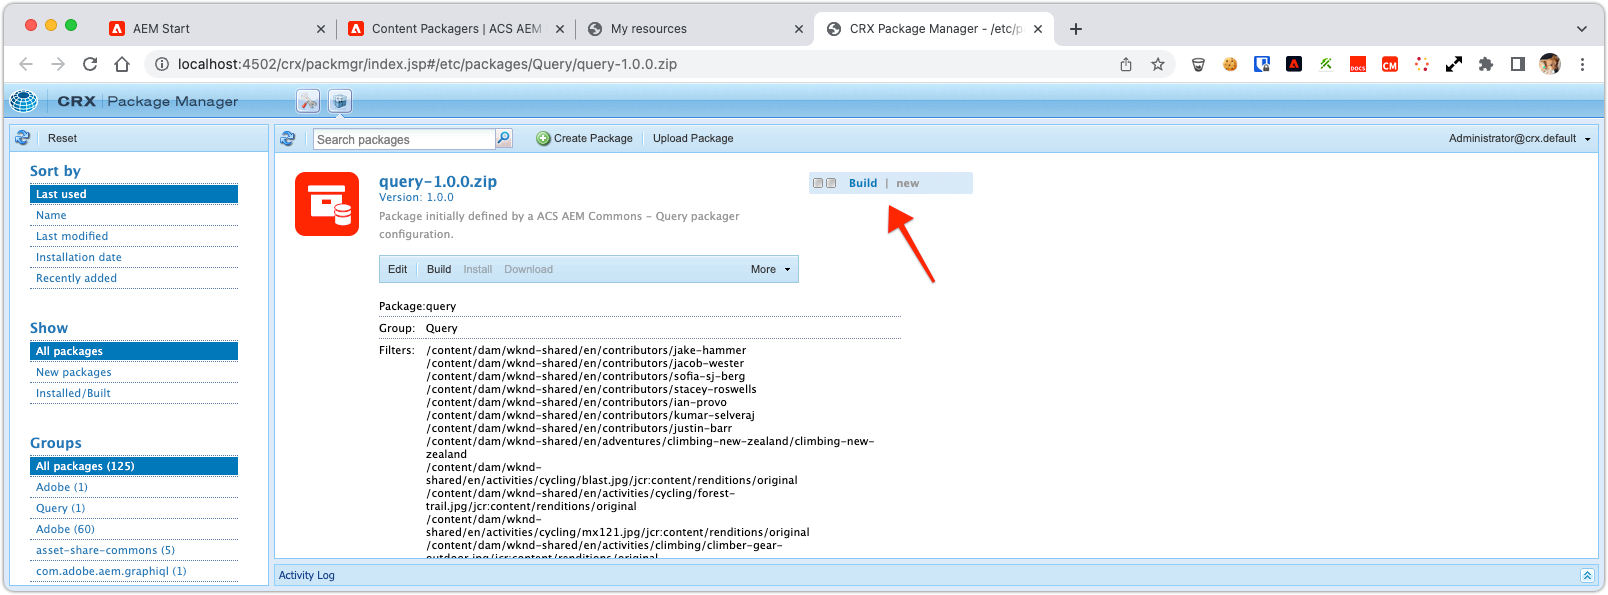 AEM Start
Content Packagers | ACS AEM
My resources
CRX Package Manager - /etc/p
localhost:4502/crx/packmgr/index.jsp#/etc/packages/Query/query-1.0.0.zip
DOCS
CM
CRX | Package Manager
Reset
Search packages
Create Package
Upload Package
Administrator@crx.default
Sort by
Last used
Name
Last modified
Installation date
Recently added
Show
All packages
New packages
Installed/Built
Groups
All packages (125)
Adobe (1)
Query (1)
Adobe (60)
asset-share-commons (5)
com.adobe.aem.graphiql (1)
query-1.0.0.zip
Build | new
Version: 1.0.0
Package initially defined by a ACS AEM Commons - Query packager
configuration.
Edit
Build
Install
Download
More
Package: query
Group: Query
Filters: /content/dam/wknd-shared/en/contributors/jake-hammer
/content/dam/wknd-shared/en/contributors/jacob-wester
/content/dam/wknd-shared/en/contributors/sofia-sj-berg
/content/dam/wknd-shared/en/contributors/stacey-roswells
/content/dam/wknd-shared/en/contributors/ian-provo
/content/dam/wknd-shared/en/contributors/kumar-selveraj
/content/dam/wknd-shared/en/contributors/justin-barr
/content/dam/wknd-shared/en/adventures/climbing-new-zealand/climbing-new-
zealand
/content/dam/wknd-
shared/en/activities/cycling/blast.jpg/jcr:content/renditions/original
/content/dam/wknd-shared/en/activities/cycling/forest-
trail.jpg/jcr:content/renditions/original
/content/dam/wknd-
shared/en/activities/cycling/mx121.jpg/jcr:content/renditions/original
/content/dam/wknd-shared/en/activities/climbing/climber-gear-
outdoor.jpg/jcr:content/renditions/original
Activity Log